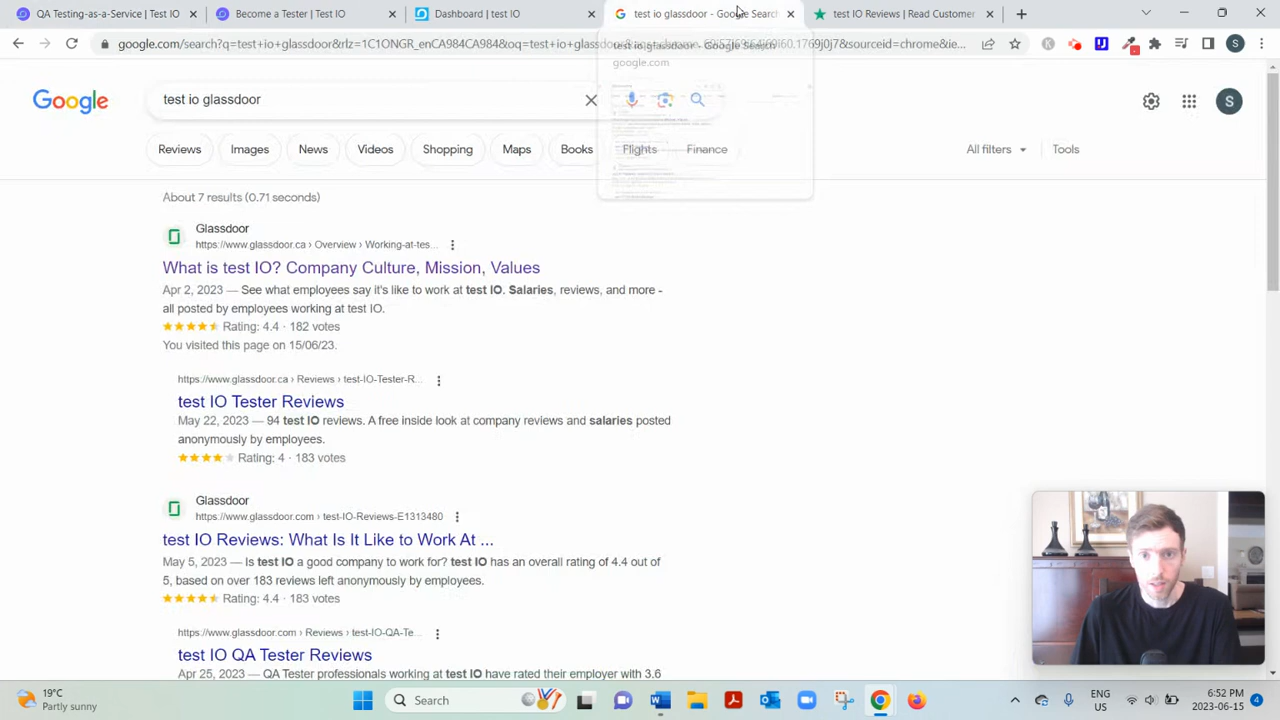 QA Testing-as-a-Service | test IO
Become a Tester | test IO
Dashboard | test IO
test io glassdoor - Google Search
test IO Reviews | Read Customer
google.com
Google
test io glassdoor
S
S
Reviews
Images
News
Videos
Shopping
Maps
Books
Flights
Finance
All filters
Tools
About 7 results (0.71 seconds)
Glassdoor
https://www.glassdoor.ca › Overview › Working-at-tes...
What is test IO? Company Culture, Mission, Values
Apr 2, 2023 — See what employees say it's like to work at test IO. Salaries, reviews, and more -
all posted by employees working at test IO.
Rating: 4.4 · 182 votes
You visited this page on 15/06/23.
https://www.glassdoor.ca › Reviews › test-IO-Tester-R...
test IO Tester Reviews
May 22, 2023 — 94 test IO reviews. A free inside look at company reviews and salaries posted
anonymously by employees.
Rating: 4 · 183 votes
Glassdoor
https://www.glassdoor.com › test-IO-Reviews-E1313480
test IO Reviews: What Is It Like to Work At ...
May 5, 2023 — Is test IO a good company to work for? test IO has an overall rating of 4.4 out of
5, based on over 183 reviews left anonymously by employees.
Rating: 4.4 · 183 votes
https://www.glassdoor.com › Reviews › test-IO-QA-Te...
test IO QA Tester Reviews
Apr 25, 2023 — QA Tester professionals working at test IO have rated their employer with 3.6
19°C
Partly sunny
Search
ENG
CA
6:52 PM
2023-06-15
4